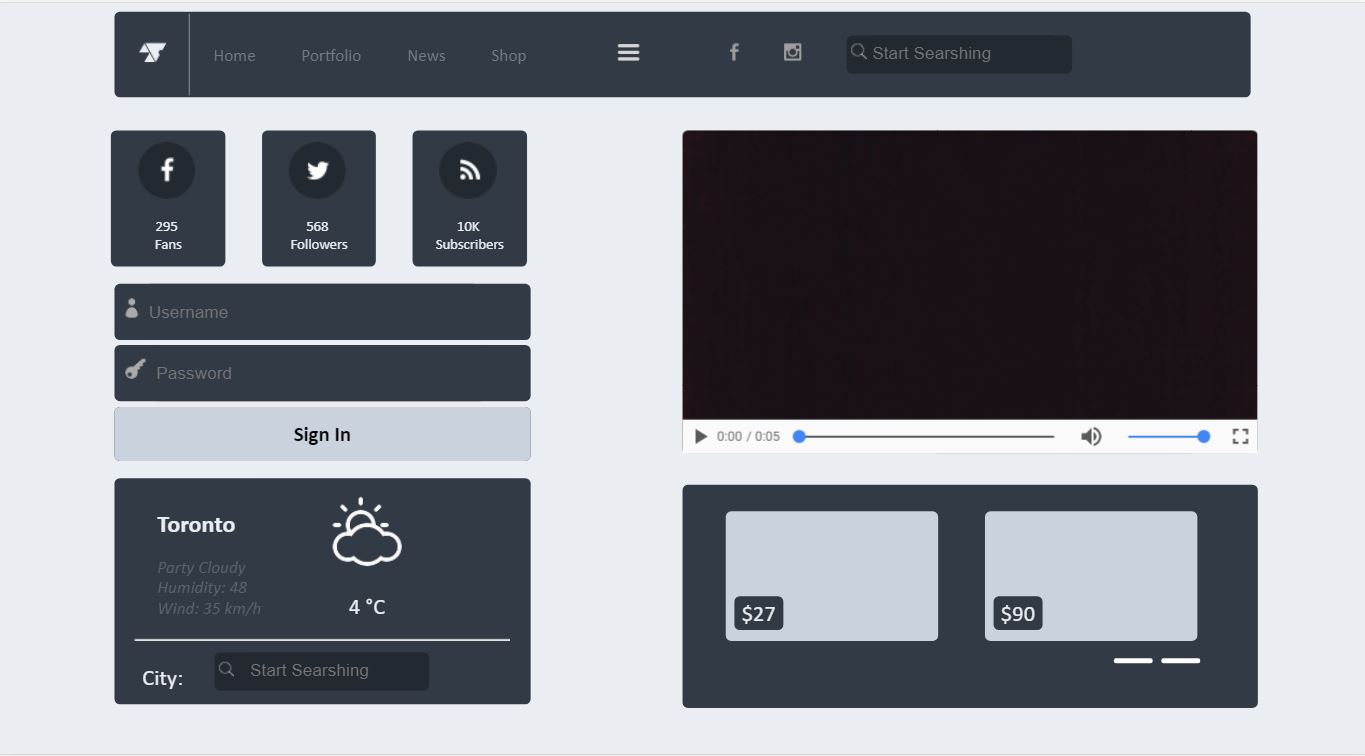 Home Portfolio News Shop Start Searshing
295
Fans
568
Followers
10K
Subscribers
Username
Password
Sign In
0:00 / 0:05
Toronto
Party Cloudy
Humidity: 48
Wind: 35 km/h
4 °C
City: Start Searshing
$27
$90